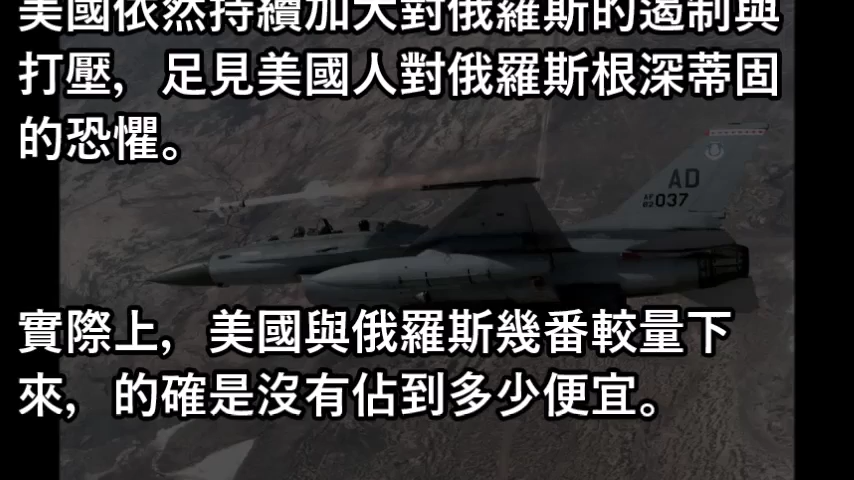 美國依然持續加大對俄羅斯的遏制與
打壓，足見美國人對俄羅斯根深蒂固
的恐懼。
AD
AF
82037
實際上，美國與俄羅斯幾番較量下
來，的確是沒有佔到多少便宜。